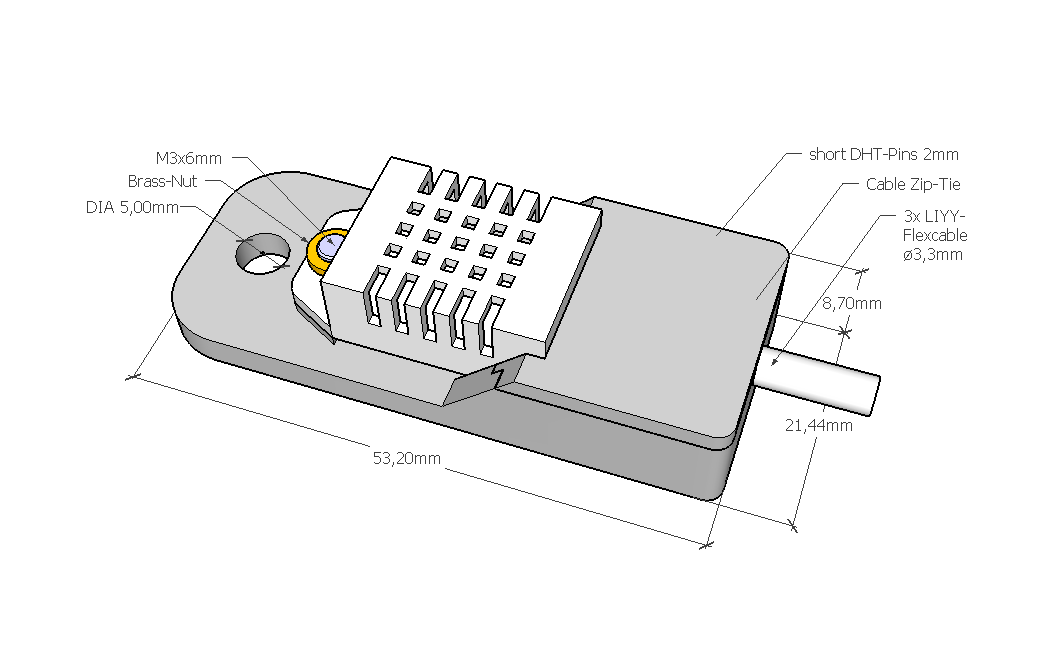 M3x6mm
Brass-Nut
DIA 5,00mm
short DHT-Pins 2mm
Cable Zip-Tie
3x LIYY-
Flexcable
ø3,3mm
8,70mm
21,44mm
53,20mm